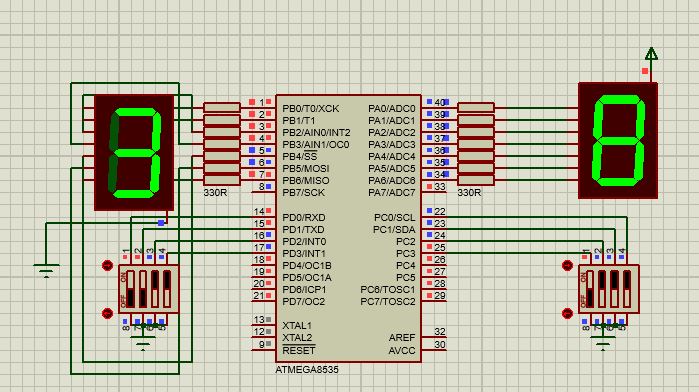 1 PB0/T0/XCK PA0/ADC0 40
2 PB1/T1 PA1/ADC1 39
3 PB2/AIN0/INT2 PA2/ADC2 38
4 PB3/AIN1/OC0 PA3/ADC3 37
5 PB4/SS PA4/ADC4 36
6 PB5/MOSI PA5/ADC5 35
7 PB6/MISO PA6/ADC6 34
8 PB7/SCK PA7/ADC7 33
330R 330R
14 PD0/RXD PC0/SCL 22
15 PD1/TXD PC1/SDA 23
16 PD2/INT0 PC2 24
17 PD3/INT1 PC3 25
18 PD4/OC1B PC4 26
19 PD5/OC1A PC5 27
20 PD6/ICP1 PC6/TOSC1 28
21 PD7/OC2 PC7/TOSC2 29
13 XTAL1
12 XTAL2 AREF 32
9 RESET AVCC 30
ATMEGA8535
3
8
1 2 3 4
ON
OFF
8 7 6 5
1 2 3 4
ON
OFF
8 7 6 5